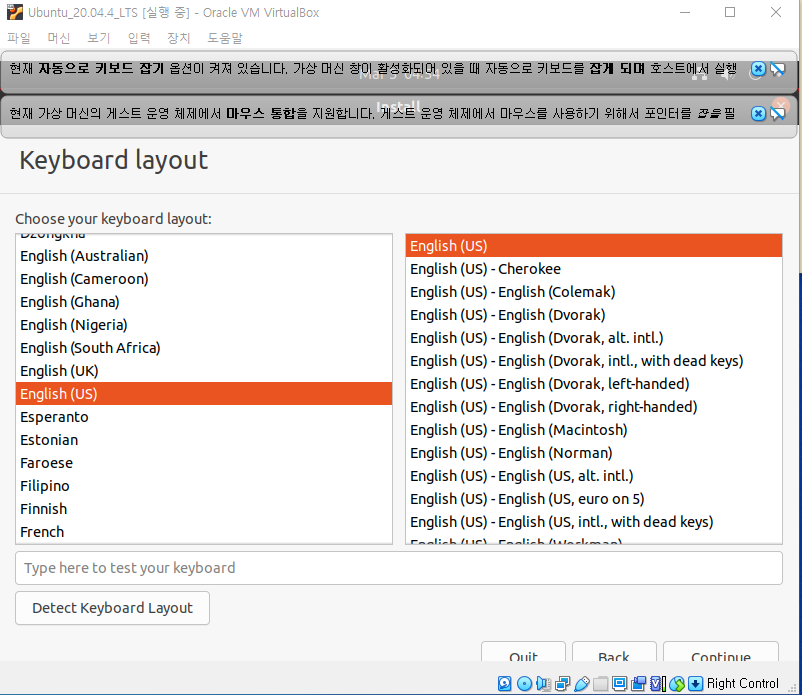 Ubuntu_20.04.4_LTS [실행 중] - Oracle VM VirtualBox
파일 머신 보기 입력 장치 도움말
현재 자동으로 키보드 잡기 옵션이 켜져 있습니다. 가상 머신 창이 활성화되어 있을 때 자동으로 키보드를 잡게 되며 호스트에서 실행
Install
현재 가상 머신의 게스트 운영 체제에서 마우스 통합을 지원합니다. 게스트 운영 체제에서 마우스를 사용하기 위해서 포인터를 잡을 필
Keyboard layout
Choose your keyboard layout:
Dzongkha
English (Australian)
English (Cameroon)
English (Ghana)
English (Nigeria)
English (South Africa)
English (UK)
English (US)
Esperanto
Estonian
Faroese
Filipino
Finnish
French
English (US)
English (US) - Cherokee
English (US) - English (Colemak)
English (US) - English (Dvorak)
English (US) - English (Dvorak, alt. intl.)
English (US) - English (Dvorak, intl., with dead keys)
English (US) - English (Dvorak, left-handed)
English (US) - English (Dvorak, right-handed)
English (US) - English (Macintosh)
English (US) - English (Norman)
English (US) - English (US, alt. intl.)
English (US) - English (US, euro on 5)
English (US) - English (US, intl., with dead keys)
English (US) - English (Workman)
Type here to test your keyboard
Detect Keyboard Layout
Quit Back Continue
Right Control